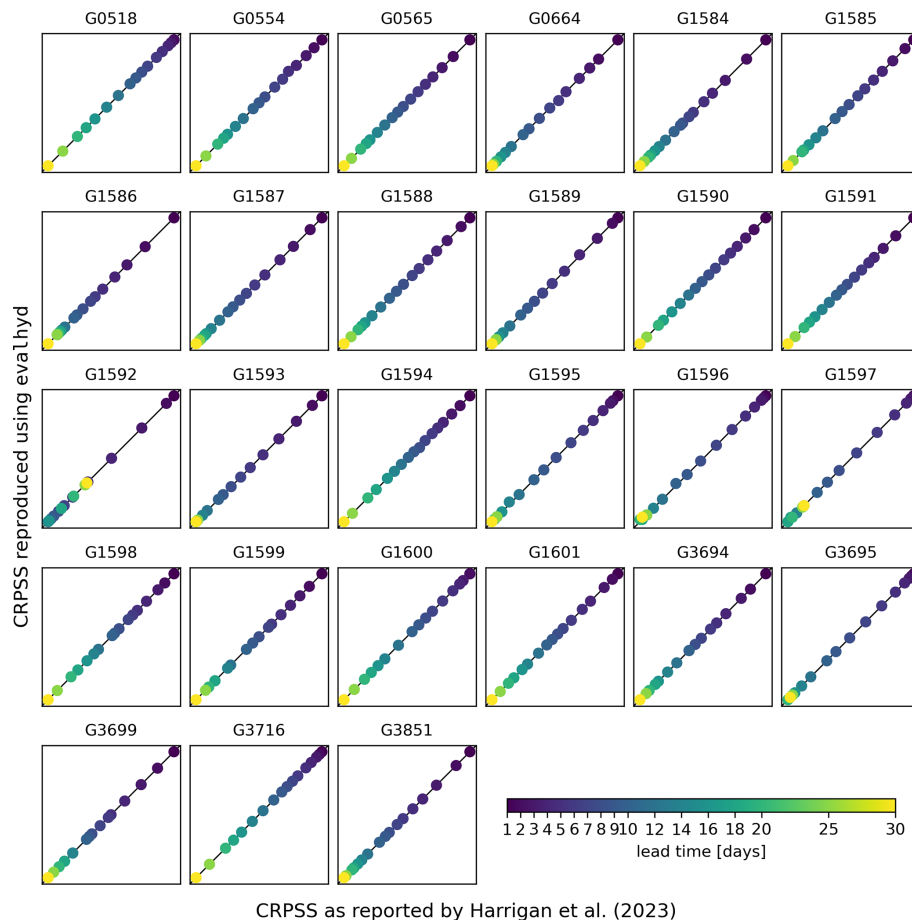 G0518 G0554 G0565 G0664 G1584 G1585
G1586 G1587 G1588 G1589 G1590 G1591
CRPSS reproduced using evalhyd
G1592 G1593 G1594 G1595 G1596 G1597
G1598 G1599 G1600 G1601 G3694 G3695
G3699 G3716 G3851
1 2 3 4 5 6 7 8 9 10 12 14 16 18 20 25 30
lead time [days]
CRPSS as reported by Harrigan et al. (2023)